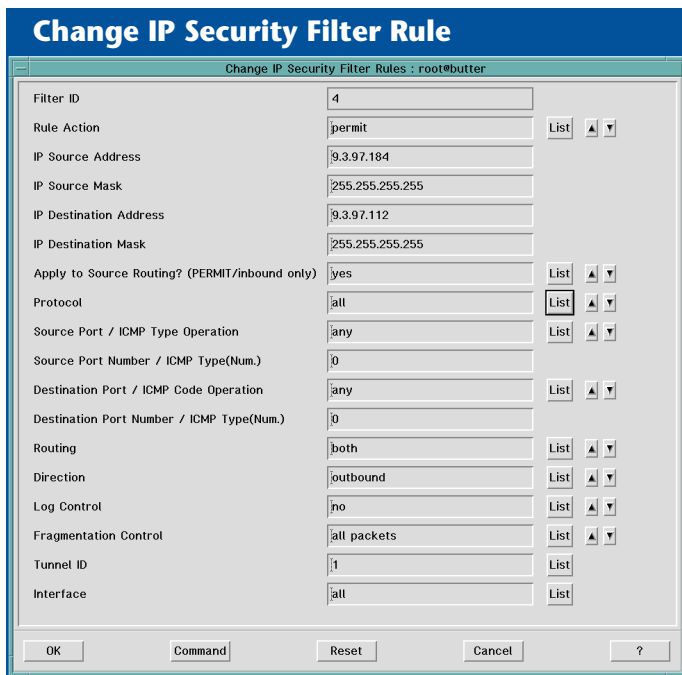 Change IP Security Filter Rule
Change IP Security Filter Rules : root@butter
Filter ID 4
Rule Action permit List
IP Source Address 9.3.97.184
IP Source Mask 255.255.255.255
IP Destination Address 9.3.97.112
IP Destination Mask 255.255.255.255
Apply to Source Routing? (PERMIT/inbound only) yes List
Protocol all List
Source Port / ICMP Type Operation any List
Source Port Number / ICMP Type(Num.) 0
Destination Port / ICMP Code Operation any List
Destination Port Number / ICMP Type(Num.) 0
Routing both List
Direction outbound List
Log Control no List
Fragmentation Control all packets List
Tunnel ID 1 List
Interface all List
OK Command Reset Cancel ?